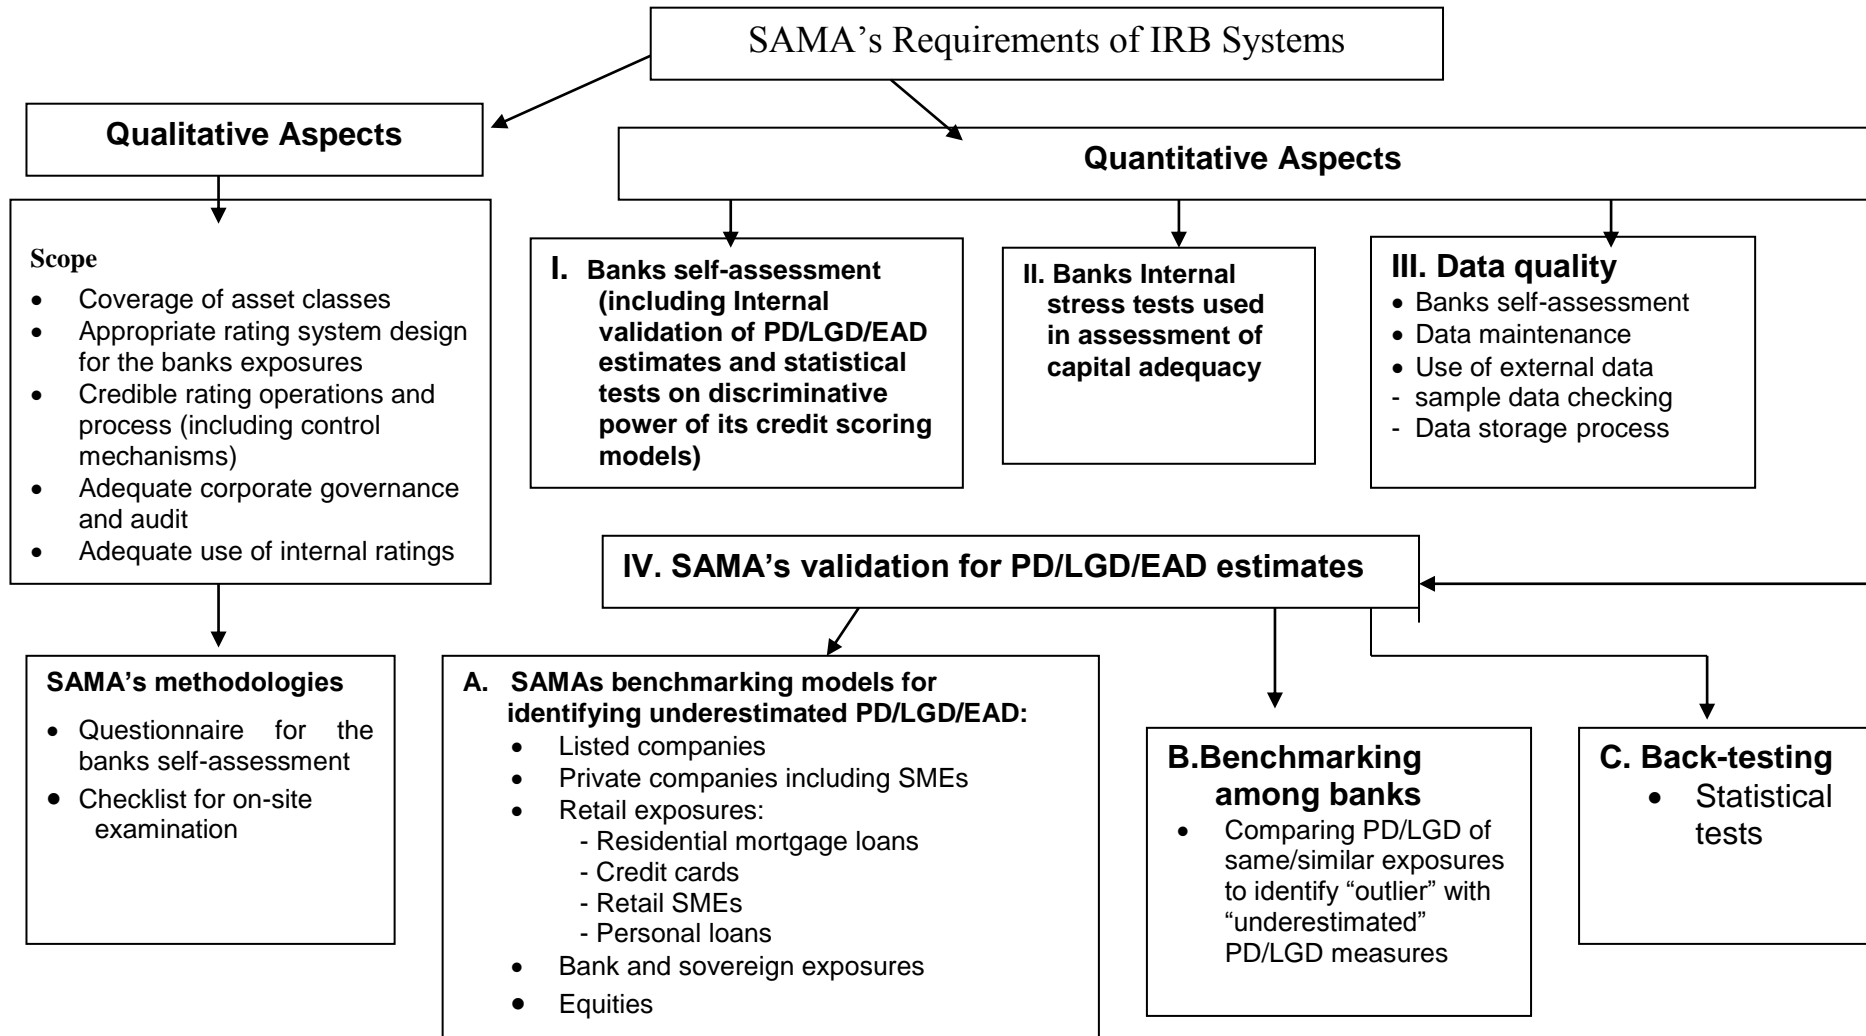 SAMA’s Requirements of IRB Systems
Qualitative Aspects
Quantitative Aspects
Scope
• Coverage of asset classes
• Appropriate rating system design
for the banks exposures
• Credible rating operations and
process (including control
mechanisms)
• Adequate corporate governance
and audit
• Adequate use of internal ratings
I. Banks self-assessment
(including Internal
validation of PD/LGD/EAD
estimates and statistical
tests on discriminative
power of its credit scoring
models)
II. Banks Internal
stress tests used
in assessment of
capital adequacy
III. Data quality
• Banks self-assessment
• Data maintenance
• Use of external data
- sample data checking
- Data storage process
IV. SAMA’s validation for PD/LGD/EAD estimates
SAMA’s methodologies
• Questionnaire for the
banks self-assessment
• Checklist for on-site
examination
A. SAMAs benchmarking models for
identifying underestimated PD/LGD/EAD:
• Listed companies
• Private companies including SMEs
• Retail exposures:
- Residential mortgage loans
- Credit cards
- Retail SMEs
- Personal loans
• Bank and sovereign exposures
• Equities
B.Benchmarking
among banks
• Comparing PD/LGD of
same/similar exposures
to identify “outlier” with
“underestimated”
PD/LGD measures
C. Back-testing
• Statistical
tests